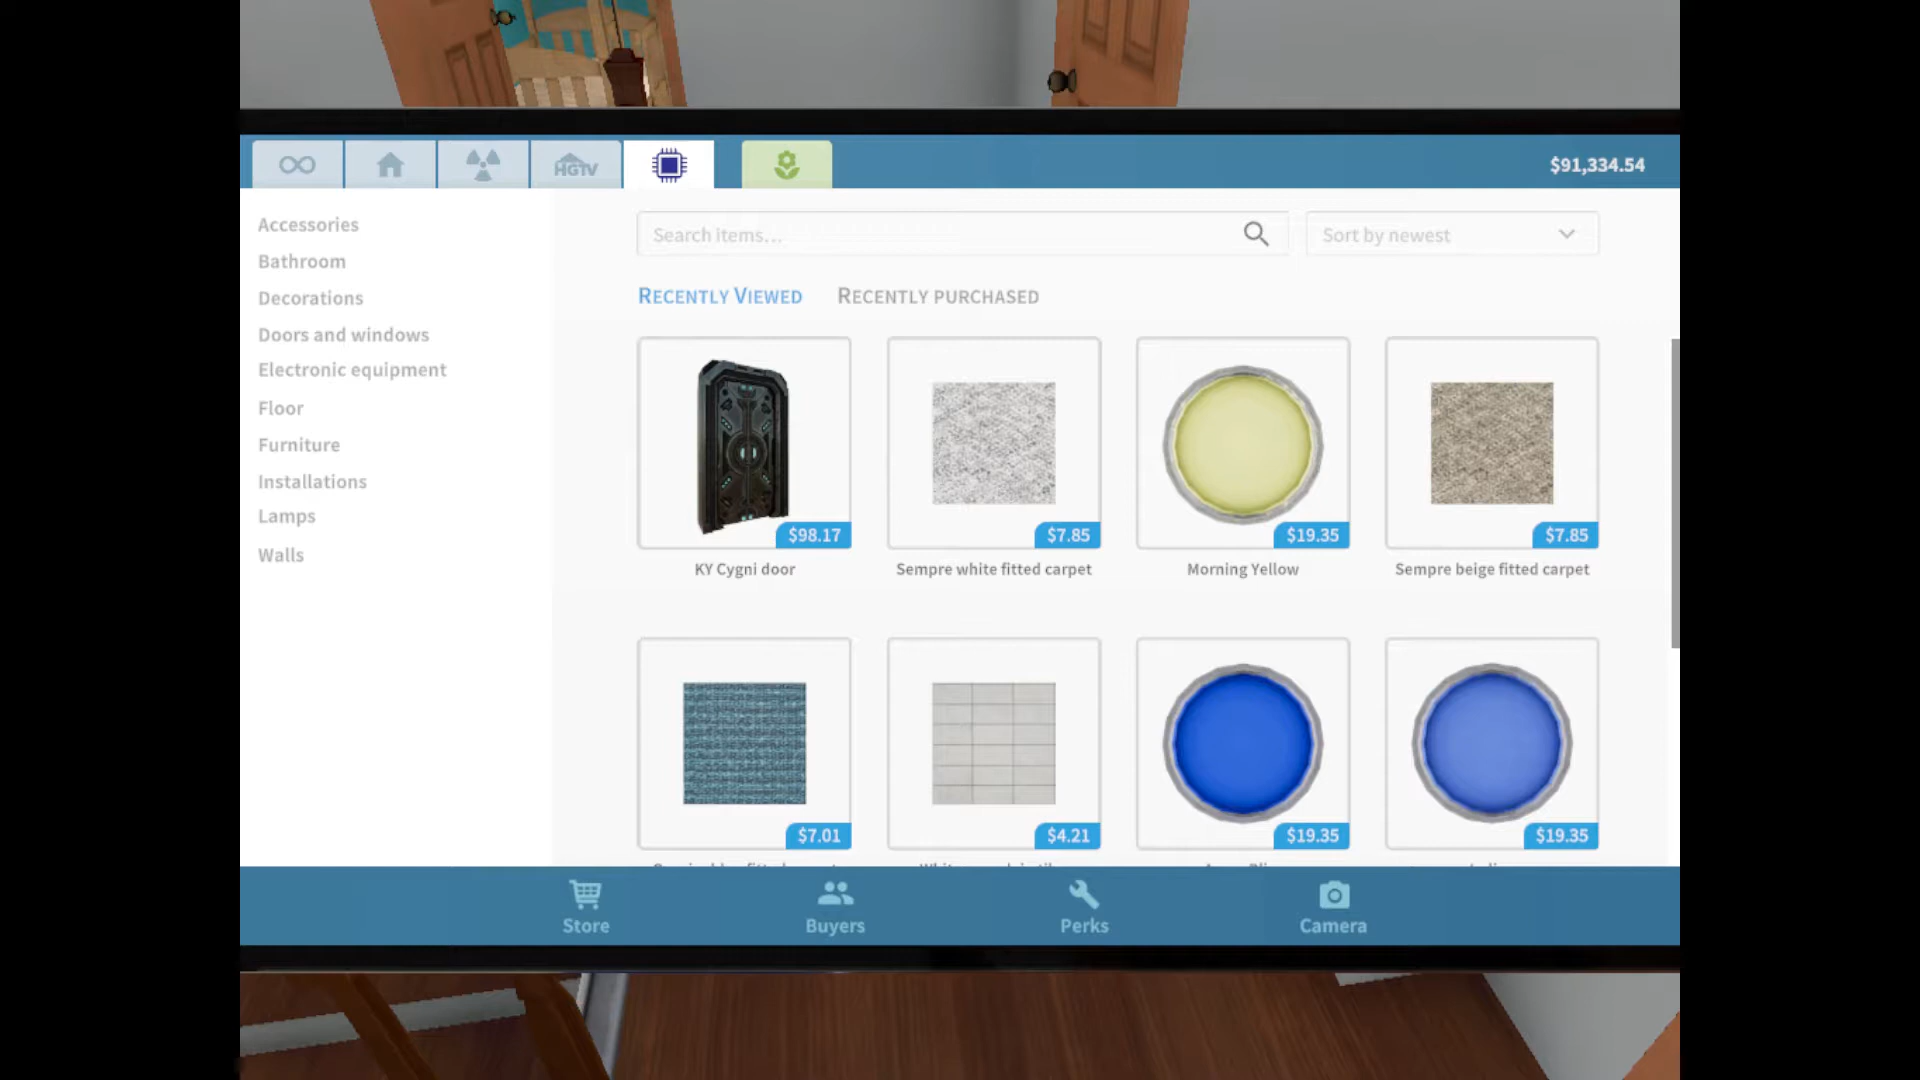 HGTV
$91,334.54
Accessories
Bathroom
Decorations
Doors and windows
Electronic equipment
Floor
Furniture
Installations
Lamps
Walls
Search items...
Sort by newest
RECENTLY VIEWED
RECENTLY PURCHASED
$98.17
$7.85
$19.35
$7.85
KY Cygni door
Sempre white fitted carpet
Morning Yellow
Sempre beige fitted carpet
$7.01
$4.21
$19.35
$19.35
Store
Buyers
Perks
Camera